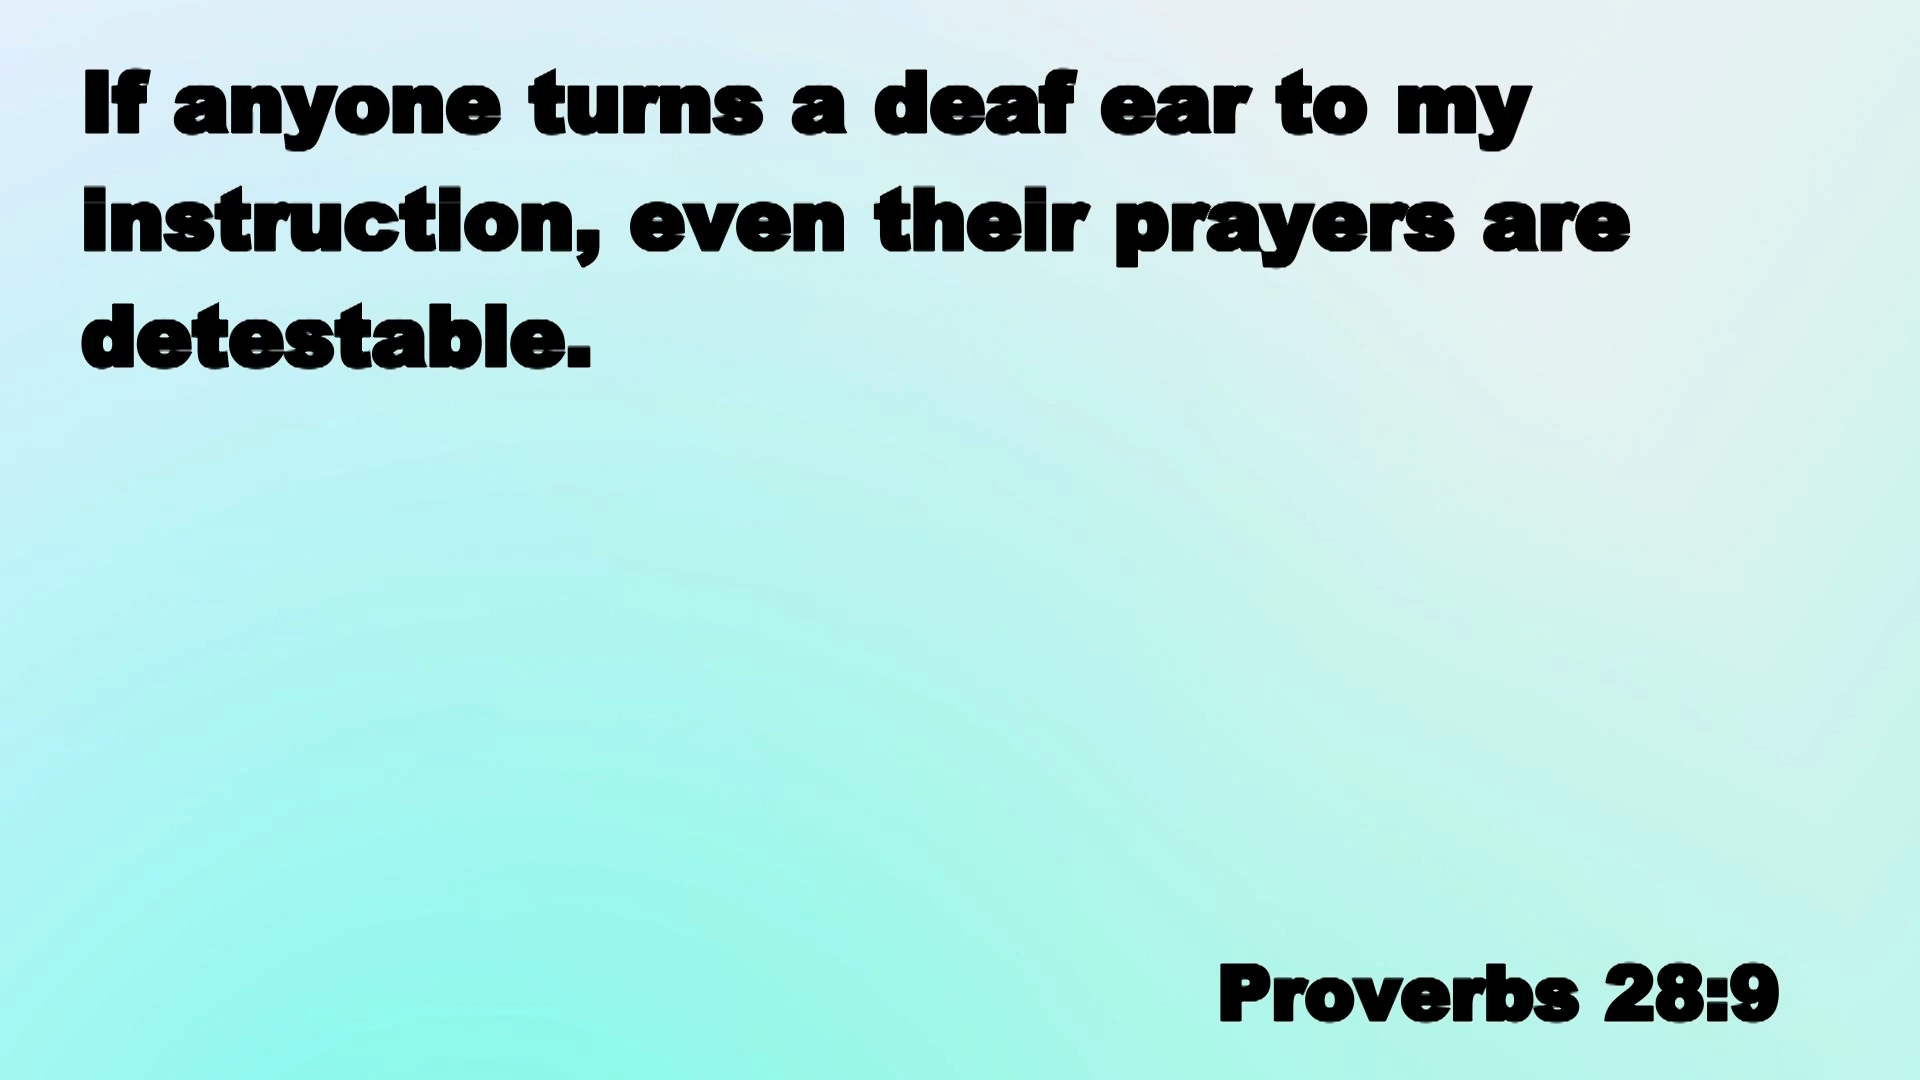 If anyone turns a deaf ear to my
instruction, even their prayers are
detestable.
Proverbs 28:9